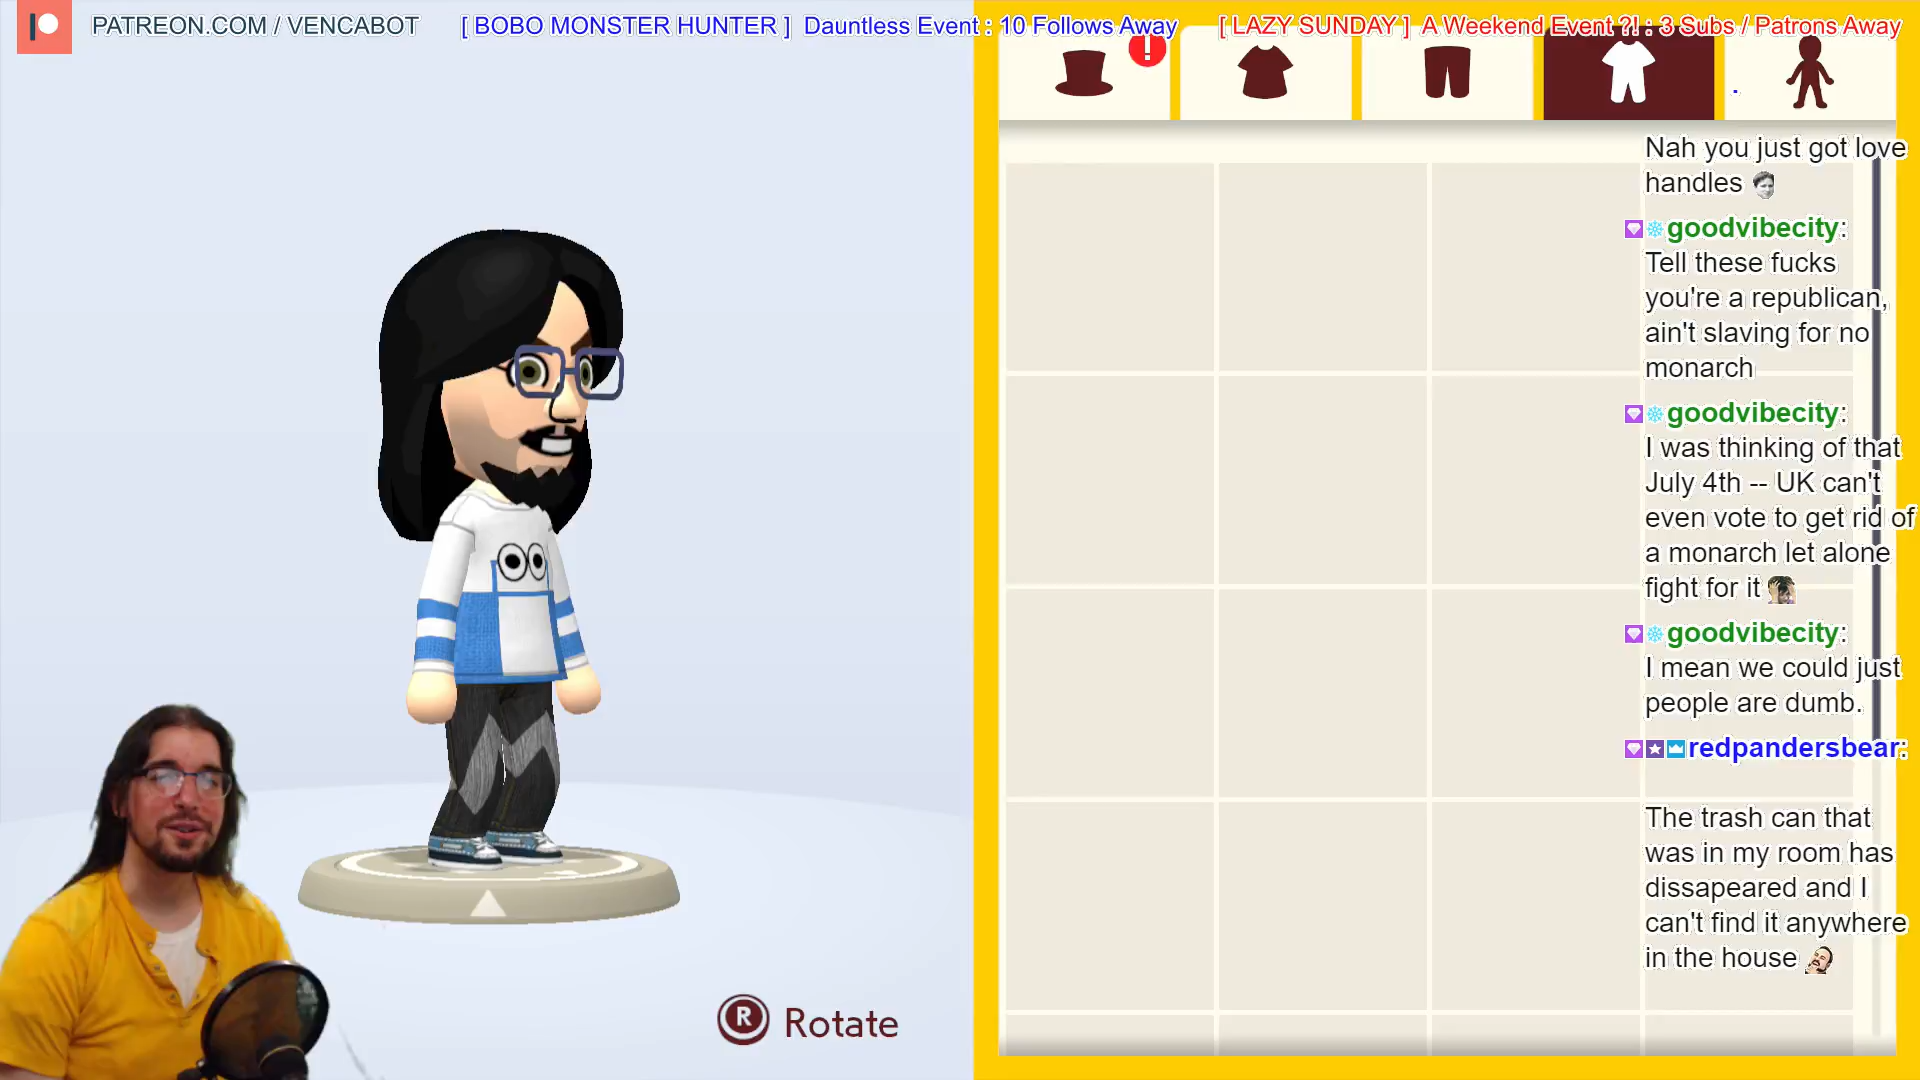 PATREON.COM / VENCABOT
[ BOBO MONSTER HUNTER ] Dauntless Event : 10 Follows Away
[ LAZY SUNDAY ] A Weekend Event ?! : 3 Subs / Patrons Away
!
Nah you just got love
handles
goodvibecity:
Tell these fucks
you're a republican,
ain't slaving for no
monarch
goodvibecity:
I was thinking of that
July 4th -- UK can't
even vote to get rid of
a monarch let alone
fight for it
goodvibecity:
I mean we could just
people are dumb.
redpandersbear:
The trash can that
was in my room has
dissapeared and I
can't find it anywhere
in the house
R Rotate